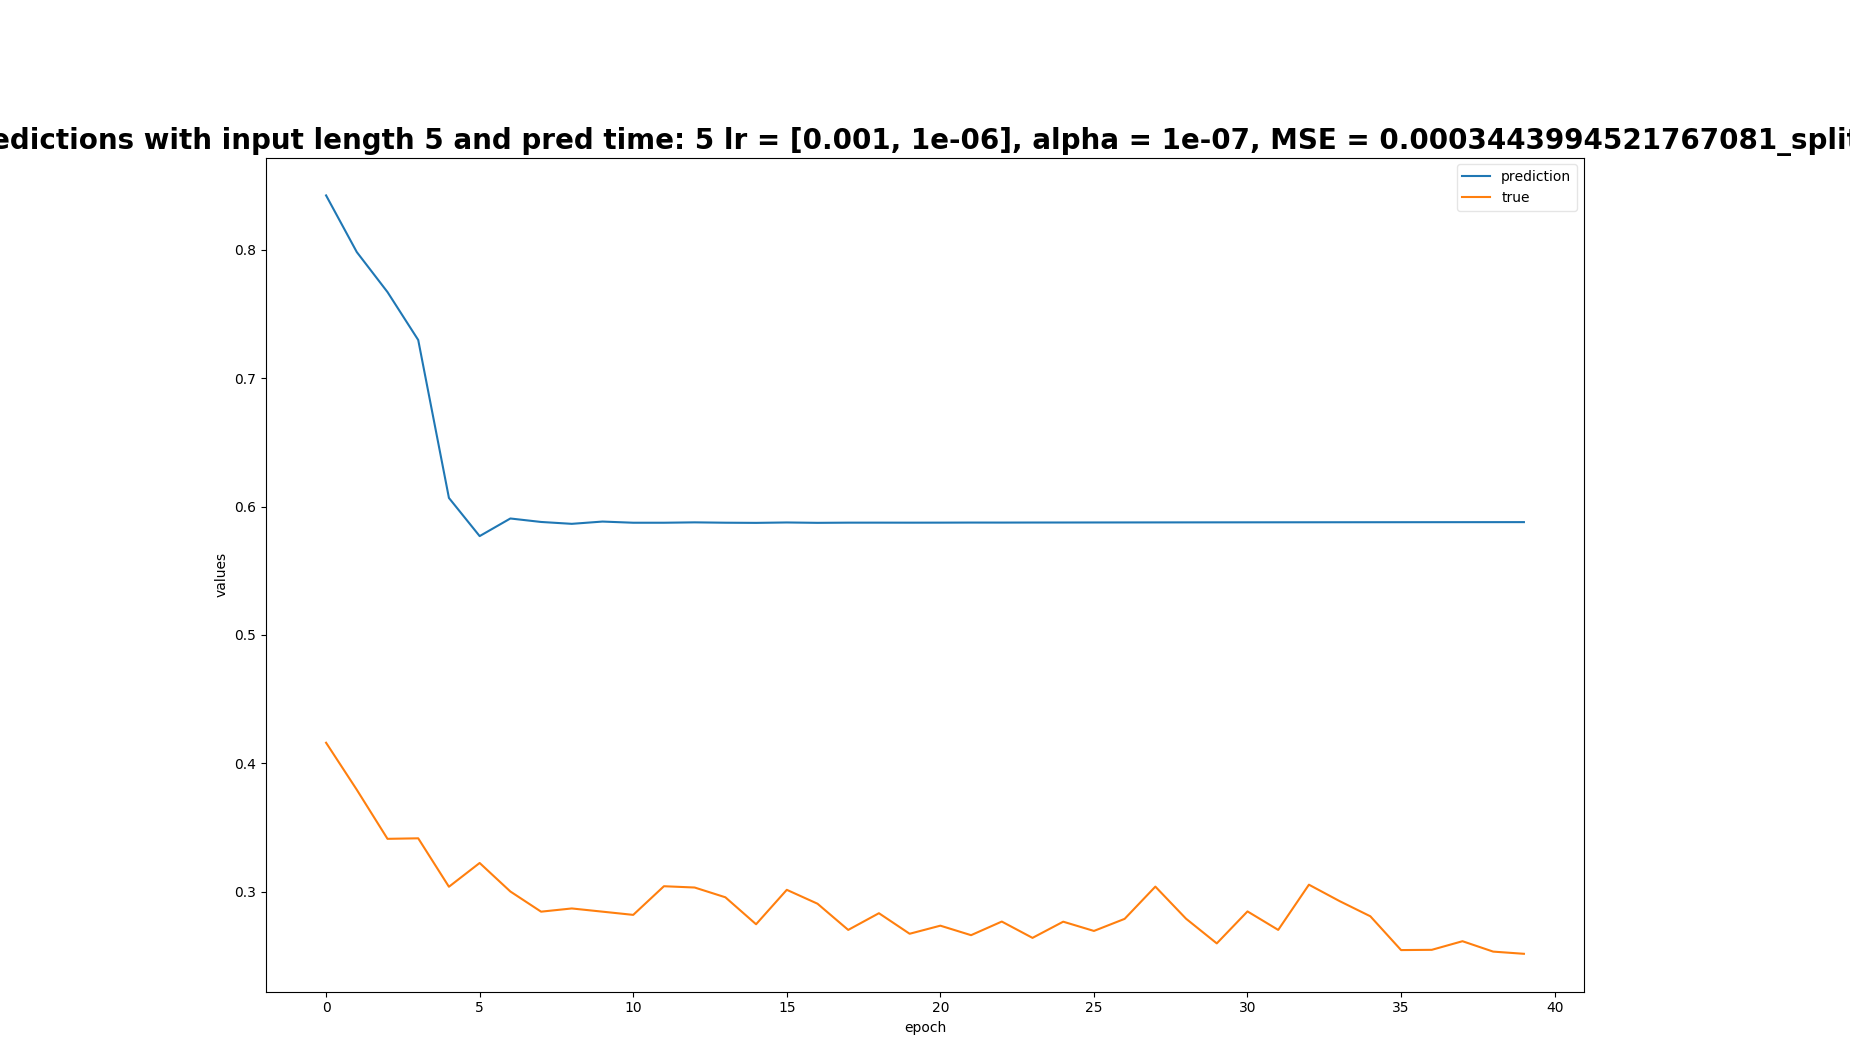 edictions with input length 5 and pred time: 5 lr = [0.001, 1e-06], alpha = 1e-07, MSE = 0.0003443994521767081_split
prediction
true
0.8
0.7
0.6
0.5
0.4
0.3
values
0 5 10 15 20 25 30 35 40
epoch